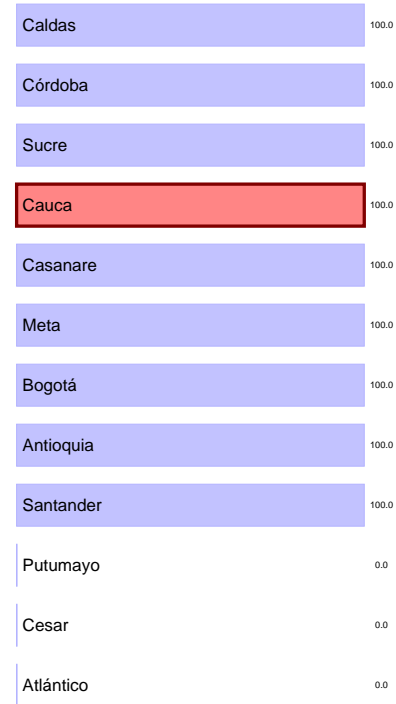 Caldas 100.0
Córdoba 100.0
Sucre 100.0
Cauca 100.0
Casanare 100.0
Meta 100.0
Bogotá 100.0
Antioquia 100.0
Santander 100.0
Putumayo 0.0
Cesar 0.0
Atlántico 0.0